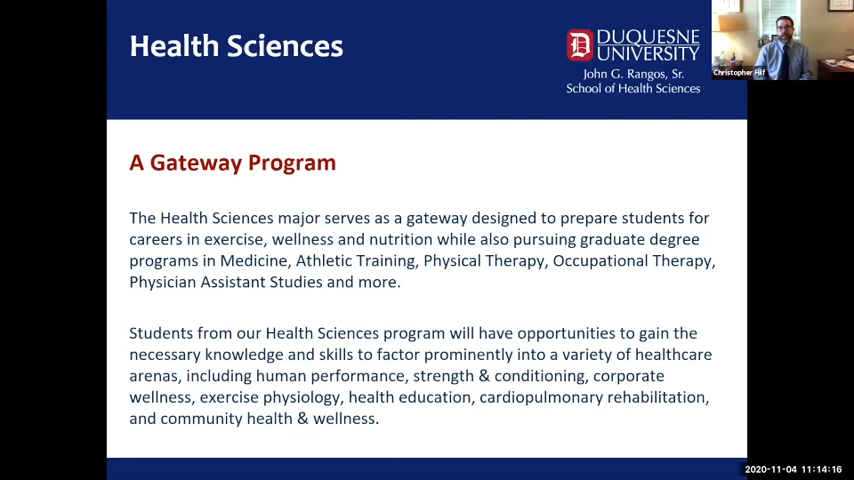 Health Sciences
D DUQUESNE
UNIVERSITY
John G. Rangos, Sr.
School of Health Sciences
Christopher Hilf
A Gateway Program
The Health Sciences major serves as a gateway designed to prepare students for
careers in exercise, wellness and nutrition while also pursuing graduate degree
programs in Medicine, Athletic Training, Physical Therapy, Occupational Therapy,
Physician Assistant Studies and more.
Students from our Health Sciences program will have opportunities to gain the
necessary knowledge and skills to factor prominently into a variety of healthcare
arenas, including human performance, strength & conditioning, corporate
wellness, exercise physiology, health education, cardiopulmonary rehabilitation,
and community health & wellness.
2020-11-04 11:14:16